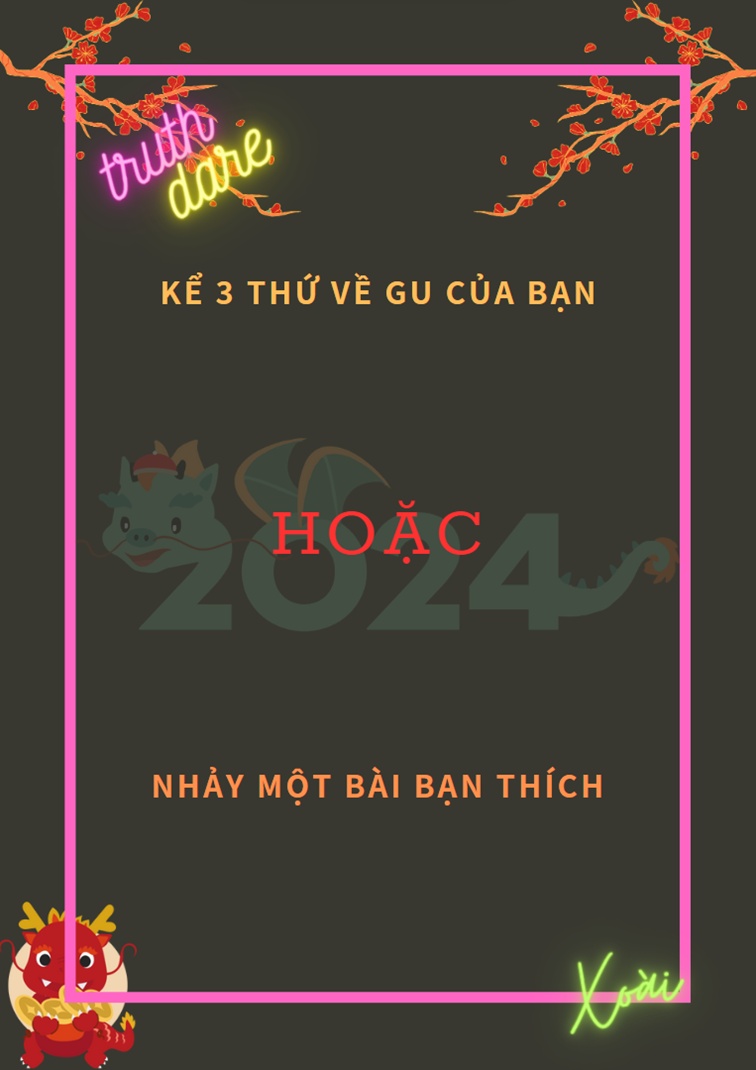 truth
dare
KỂ 3 THỨ VỀ GU CỦA BẠN
HOẶC
2024
NHẢY MỘT BÀI BẠN THÍCH
Xoài